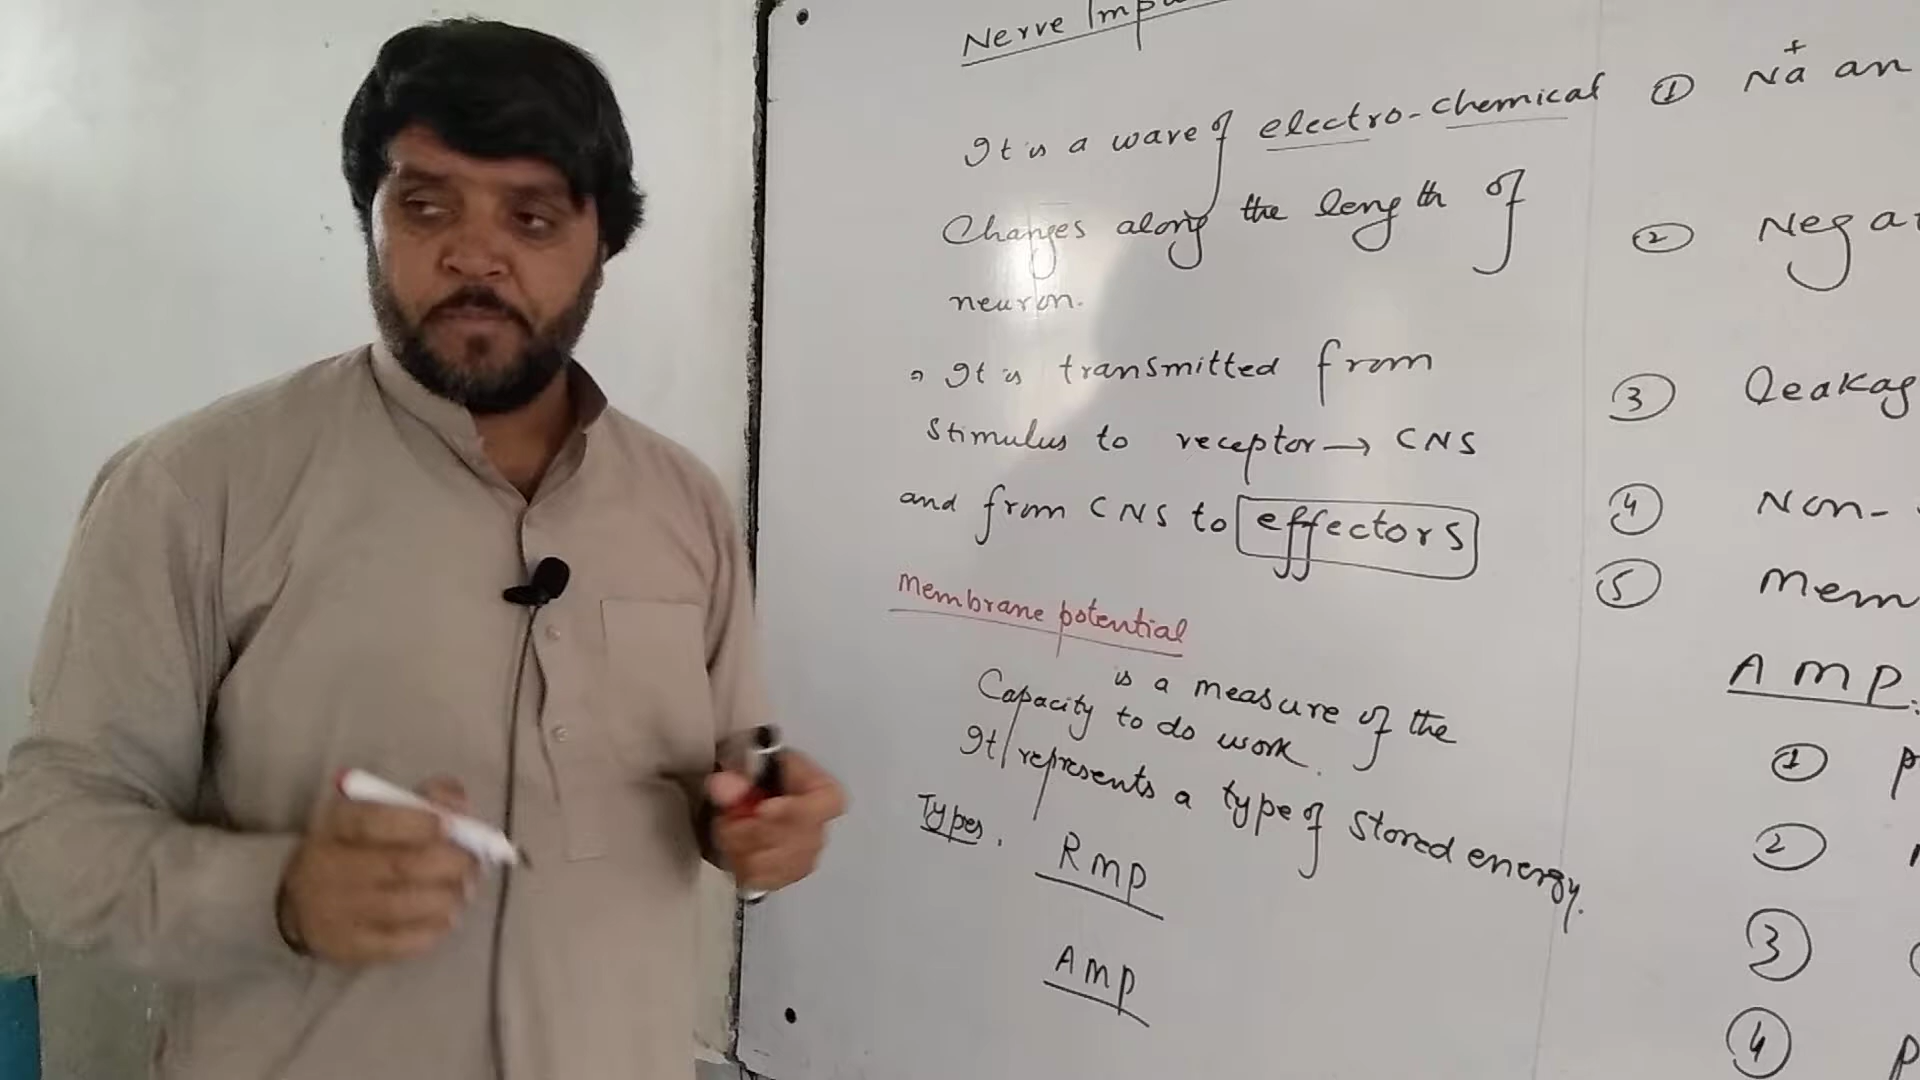 Nerve Impu
It is a wave of electro-chemical
Changes along the length of
neuron.
It is transmitted from
Stimulus to receptor → CNS
and from CNS to effectors
Membrane potential
is a measure of the
Capacity to do work.
It represents a type of stored energy.
Types.
RMP
AMP
① Na+ an
② Negat
③ leakag
④ Non-
⑤ Mem
AMP:
① P
②
③
④ P